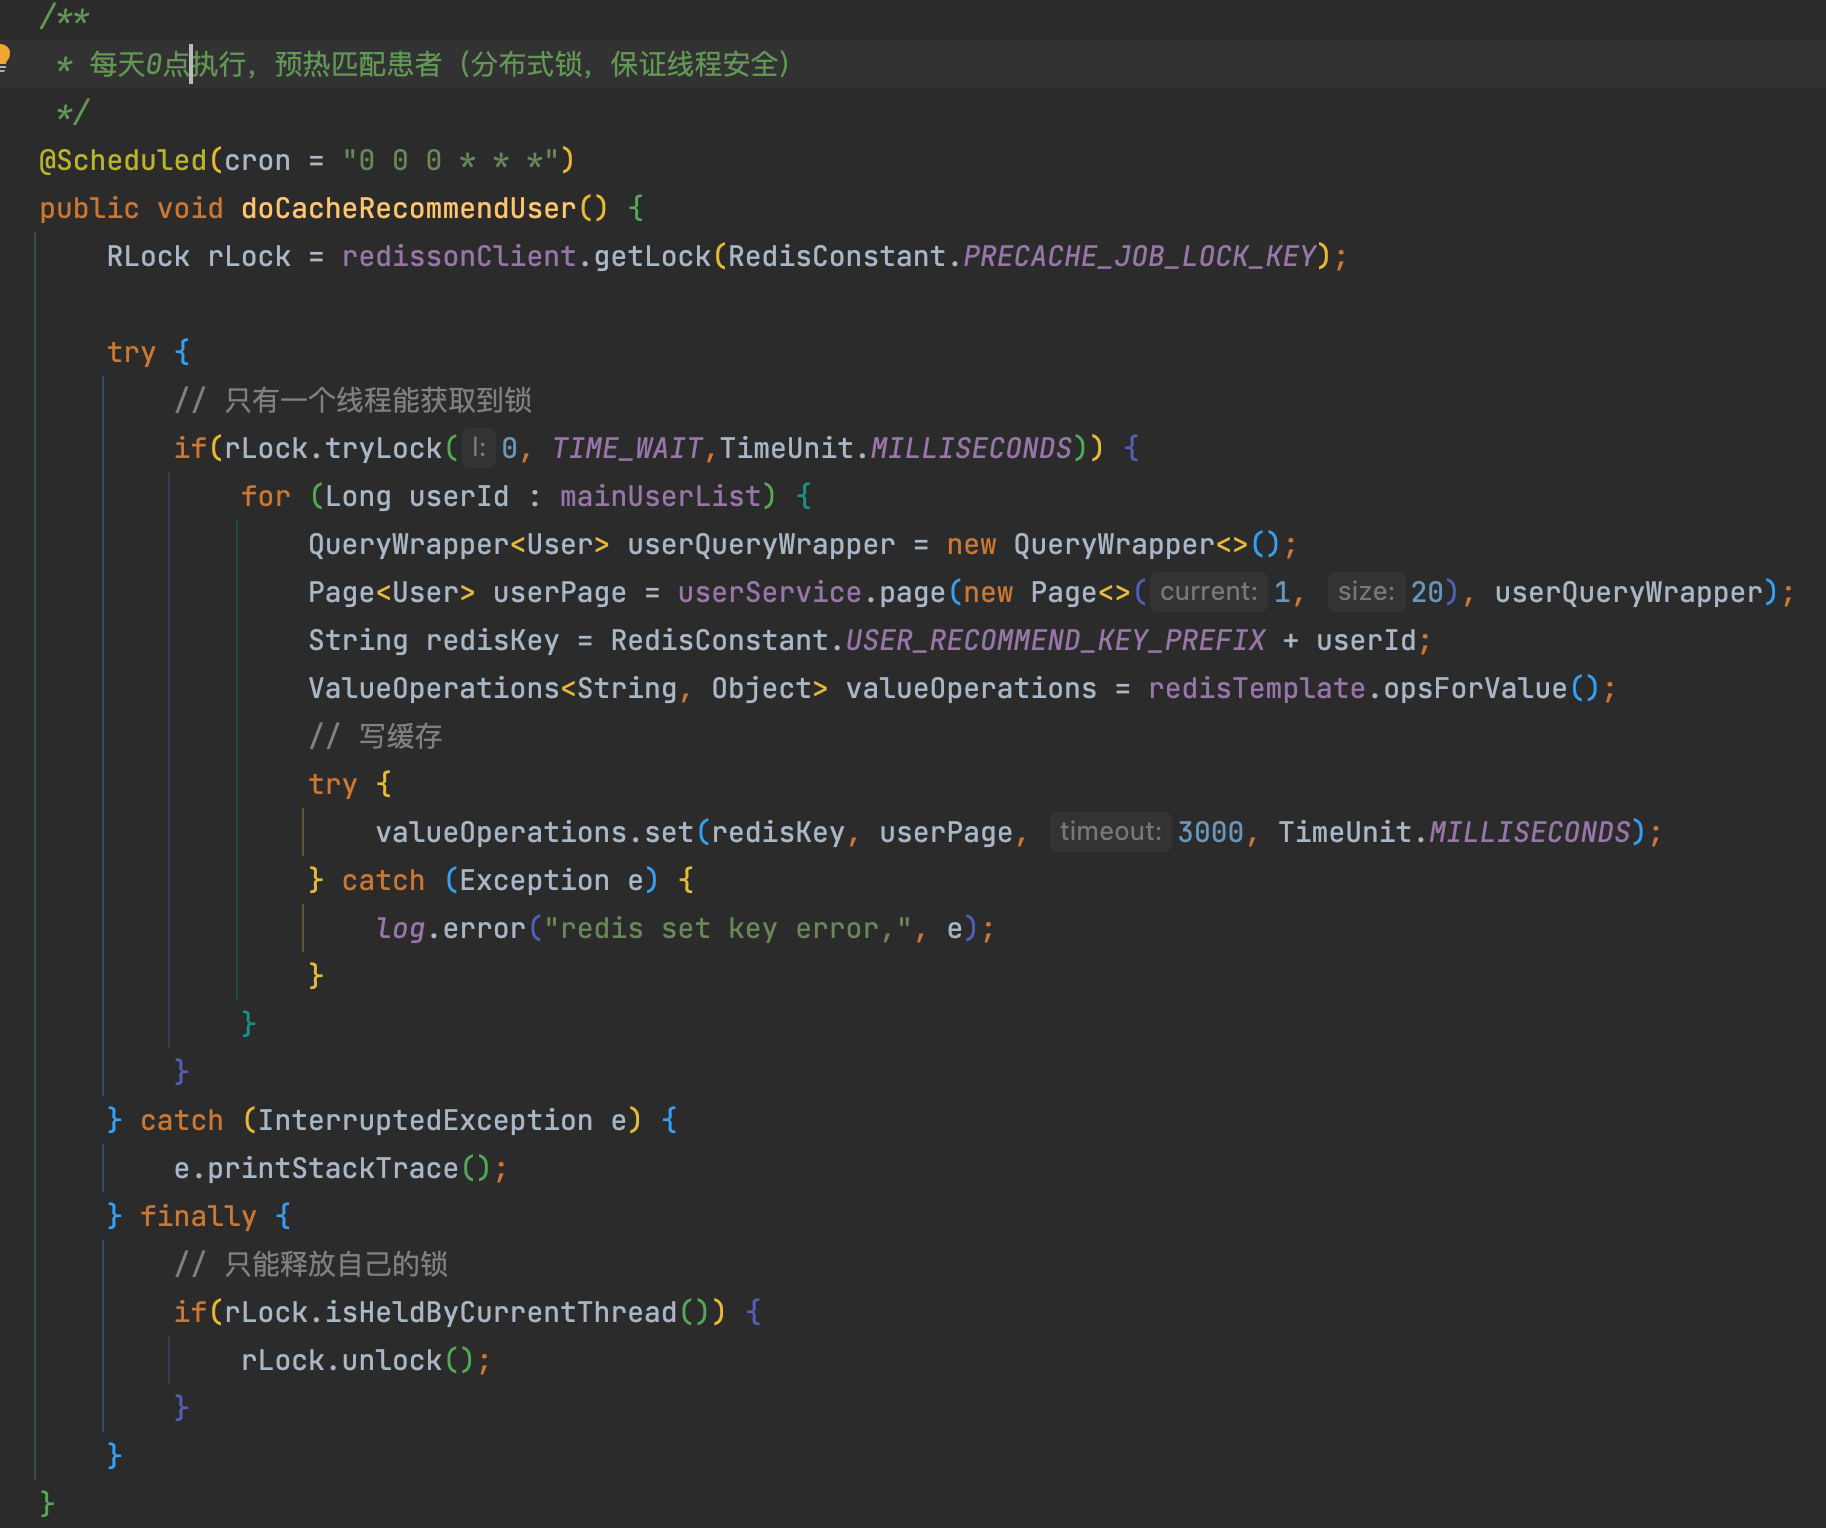 /**
 * 每天0点执行，预热匹配患者（分布式锁，保证线程安全）
 */
@Scheduled(cron = "0 0 0 * * *")
public void doCacheRecommendUser() {
    RLock rLock = redissonClient.getLock(RedisConstant.PRECACHE_JOB_LOCK_KEY);

    try {
        // 只有一个线程能获取到锁
        if(rLock.tryLock( l: 0, TIME_WAIT,TimeUnit.MILLISECONDS)) {
            for (Long userId : mainUserList) {
                QueryWrapper<User> userQueryWrapper = new QueryWrapper<>();
                Page<User> userPage = userService.page(new Page<>( current: 1, size: 20), userQueryWrapper);
                String redisKey = RedisConstant.USER_RECOMMEND_KEY_PREFIX + userId;
                ValueOperations<String, Object> valueOperations = redisTemplate.opsForValue();
                // 写缓存
                try {
                    valueOperations.set(redisKey, userPage, timeout: 3000, TimeUnit.MILLISECONDS);
                } catch (Exception e) {
                    log.error("redis set key error,", e);
                }
            }
        }
    } catch (InterruptedException e) {
        e.printStackTrace();
    } finally {
        // 只能释放自己的锁
        if(rLock.isHeldByCurrentThread()) {
            rLock.unlock();
        }
    }
}